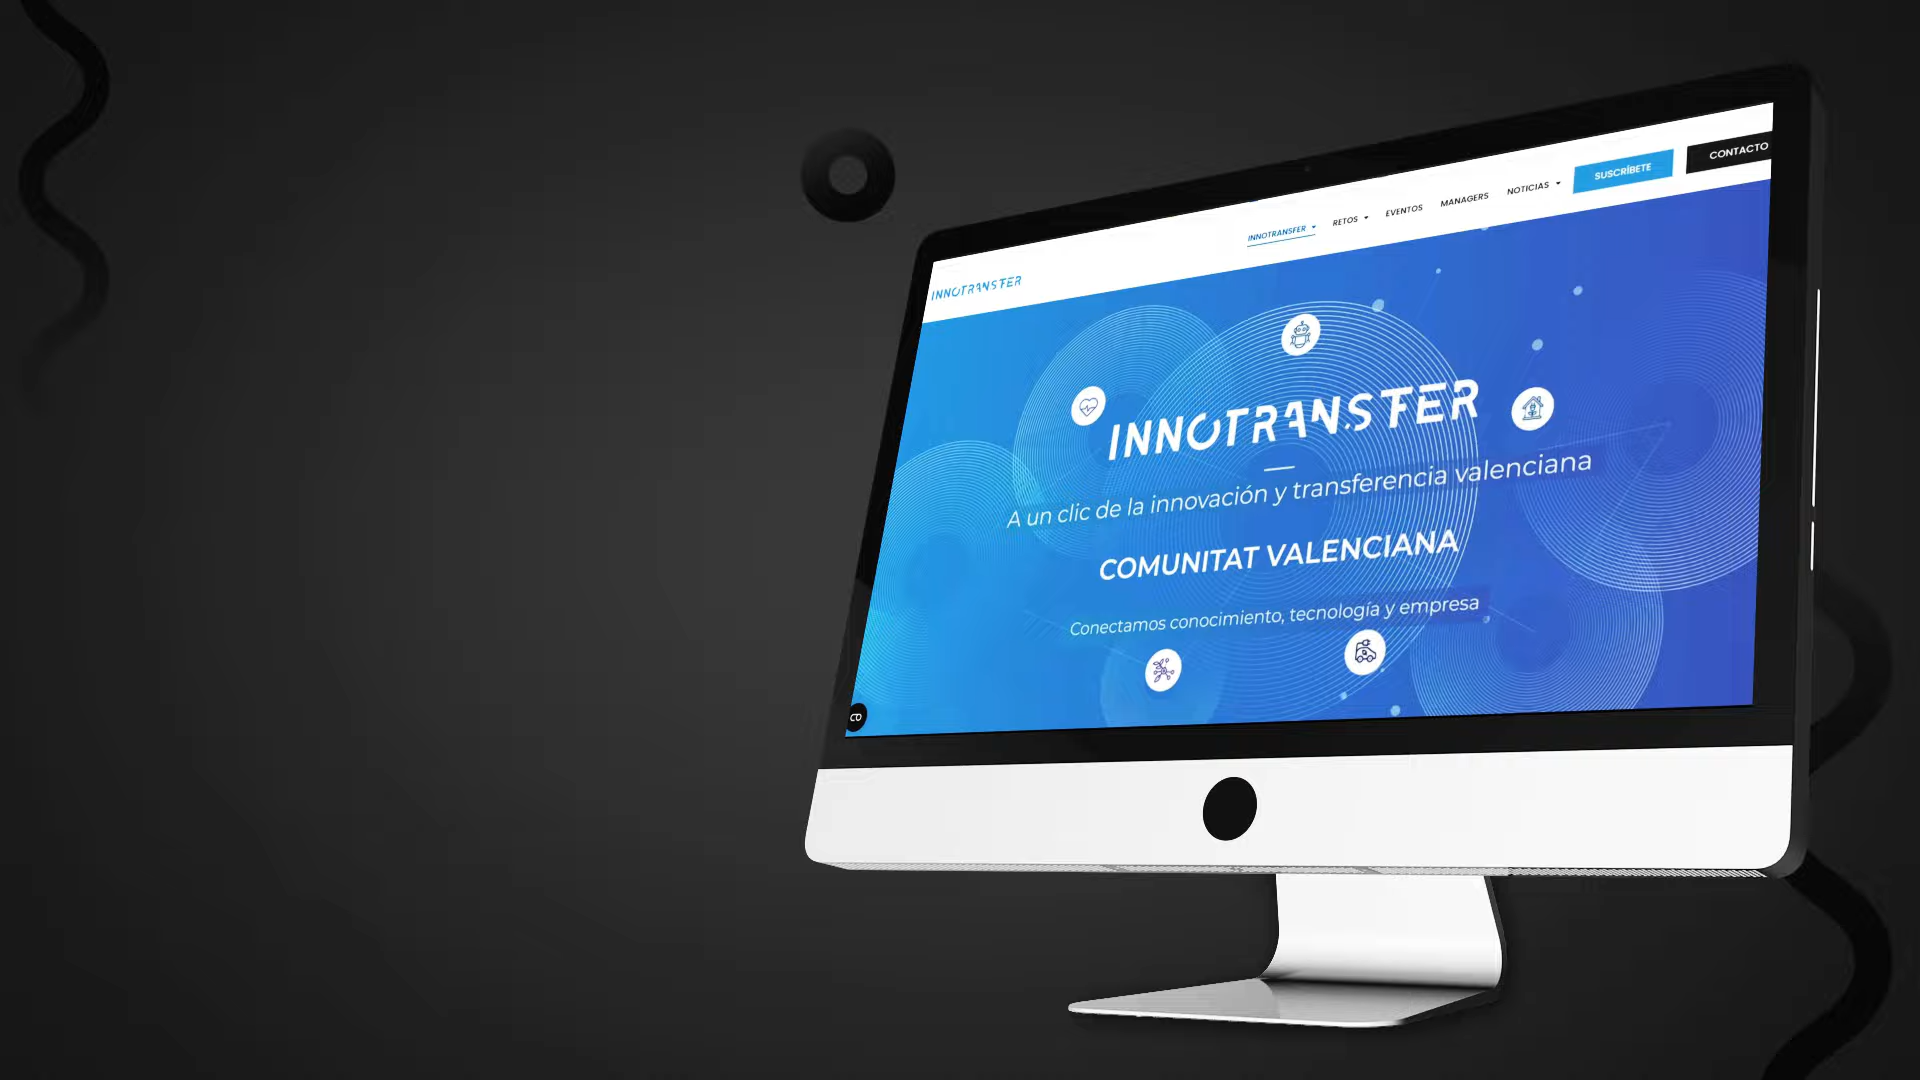 INNOTRANSFER
INNOTRANSFER
RETOS
EVENTOS
MANAGERS
NOTICIAS
SUSCRÍBETE
CONTACTO
INNOTRANSFER
A un clic de la innovación y transferencia valenciana
COMUNITAT VALENCIANA
Conectamos conocimiento, tecnología y empresa